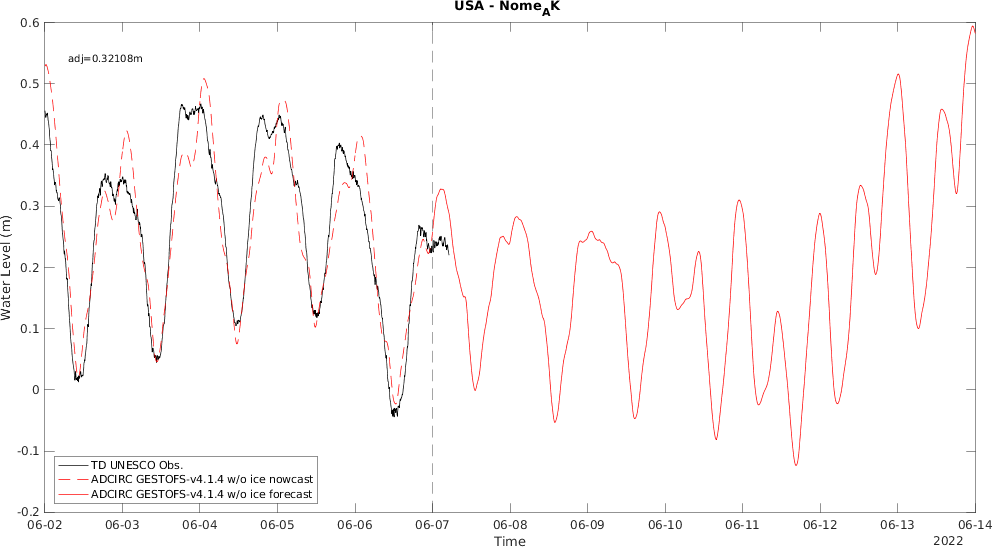 USA - Nome_AK
adj=0.32108m
0.6
0.5
0.4
0.3
0.2
0.1
0
-0.1
-0.2
Water Level (m)
TD UNESCO Obs.
ADCIRC GESTOFS-v4.1.4 w/o ice nowcast
ADCIRC GESTOFS-v4.1.4 w/o ice forecast
06-02 06-03 06-04 06-05 06-06 06-07 06-08 06-09 06-10 06-11 06-12 06-13 06-14
Time
2022